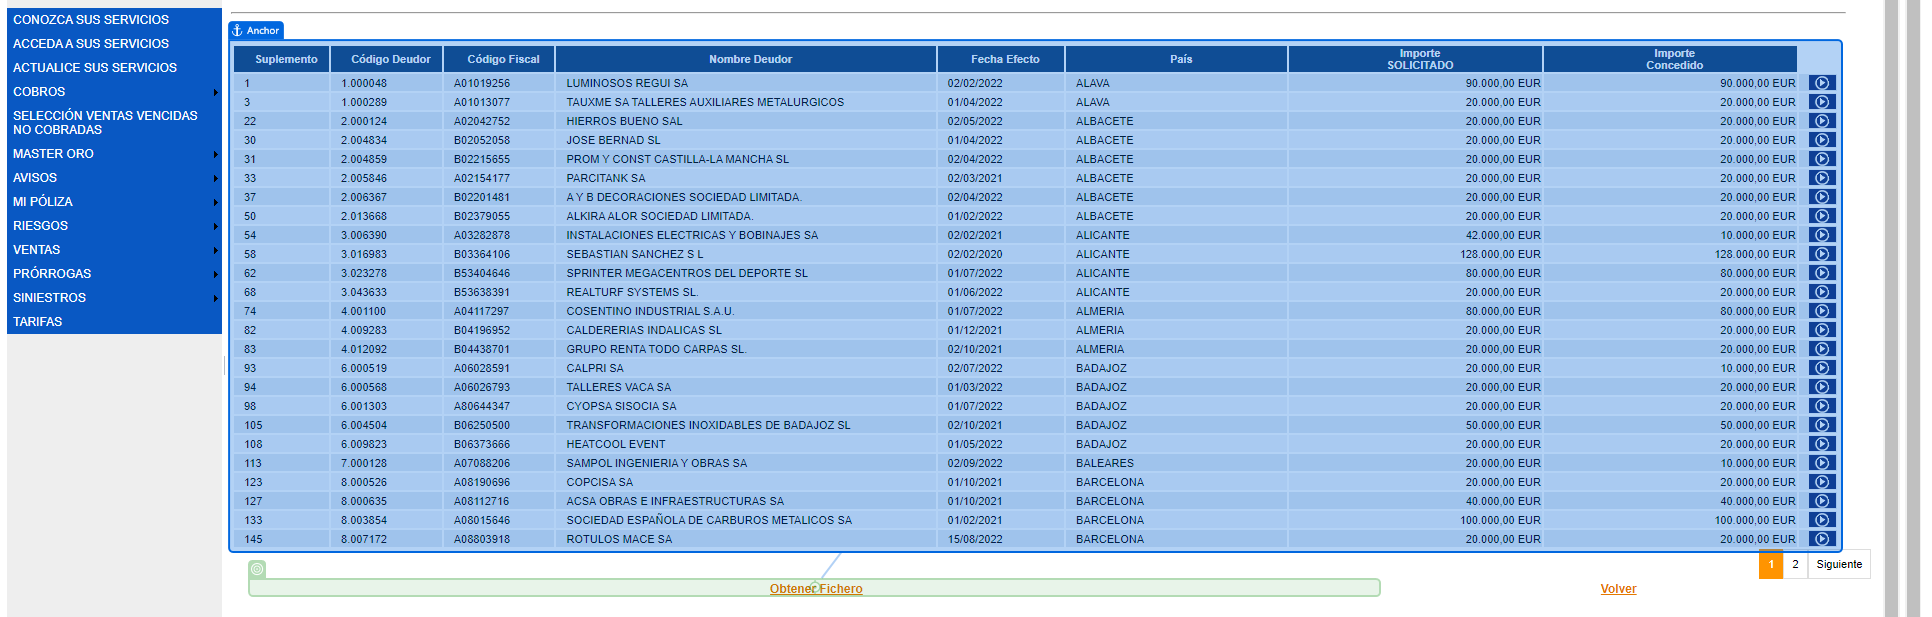 CONOZCA SUS SERVICIOS
ACCEDA A SUS SERVICIOS
ACTUALICE SUS SERVICIOS
COBROS
SELECCIÓN VENTAS VENCIDAS
NO COBRADAS
MASTER ORO
AVISOS
MI PÓLIZA
RIESGOS
VENTAS
PRÓRROGAS
SINIESTROS
TARIFAS
Anchor
Suplemento Código Deudor Código Fiscal Nombre Deudor Fecha Efecto País Importe SOLICITADO Importe Concedido
1 1.000048 A01019256 LUMINOSOS REGUI SA 02/02/2022 ALAVA 90.000,00 EUR 90.000,00 EUR
3 1.000289 A01013077 TAUXME SA TALLERES AUXILIARES METALURGICOS 01/04/2022 ALAVA 20.000,00 EUR 20.000,00 EUR
22 2.000124 A02042752 HIERROS BUENO SAL 02/05/2022 ALBACETE 20.000,00 EUR 20.000,00 EUR
30 2.004834 B02052058 JOSE BERNAD SL 01/04/2022 ALBACETE 20.000,00 EUR 20.000,00 EUR
31 2.004859 B02215655 PROM Y CONST CASTILLA-LA MANCHA SL 02/04/2022 ALBACETE 20.000,00 EUR 20.000,00 EUR
33 2.005846 A02154177 PARCITANK SA 02/03/2021 ALBACETE 20.000,00 EUR 20.000,00 EUR
37 2.006367 B02201481 A Y B DECORACIONES SOCIEDAD LIMITADA. 02/04/2022 ALBACETE 20.000,00 EUR 20.000,00 EUR
50 2.013668 B02379055 ALKIRA ALOR SOCIEDAD LIMITADA. 01/02/2022 ALBACETE 20.000,00 EUR 20.000,00 EUR
54 3.006390 A03282878 INSTALACIONES ELECTRICAS Y BOBINAJES SA 02/02/2021 ALICANTE 42.000,00 EUR 10.000,00 EUR
58 3.016983 B03364106 SEBASTIAN SANCHEZ S L 02/02/2020 ALICANTE 128.000,00 EUR 128.000,00 EUR
62 3.023278 B53404646 SPRINTER MEGACENTROS DEL DEPORTE SL 01/07/2022 ALICANTE 80.000,00 EUR 80.000,00 EUR
68 3.043633 B53638391 REALTURF SYSTEMS SL. 01/06/2022 ALICANTE 20.000,00 EUR 20.000,00 EUR
74 4.001100 A04117297 COSENTINO INDUSTRIAL S.A.U. 01/07/2022 ALMERIA 80.000,00 EUR 80.000,00 EUR
82 4.009283 B04196952 CALDERERIAS INDALICAS SL 01/12/2021 ALMERIA 20.000,00 EUR 20.000,00 EUR
83 4.012092 B04438701 GRUPO RENTA TODO CARPAS SL. 02/10/2021 ALMERIA 20.000,00 EUR 20.000,00 EUR
93 6.000519 A06028591 CALPRI SA 02/07/2022 BADAJOZ 20.000,00 EUR 10.000,00 EUR
94 6.000568 A06026793 TALLERES VACA SA 01/03/2022 BADAJOZ 20.000,00 EUR 20.000,00 EUR
98 6.001303 A80644347 CYOPSA SISOCIA SA 01/07/2022 BADAJOZ 20.000,00 EUR 20.000,00 EUR
105 6.004504 B06250500 TRANSFORMACIONES INOXIDABLES DE BADAJOZ SL 02/10/2021 BADAJOZ 50.000,00 EUR 50.000,00 EUR
108 6.009823 B06373666 HEATCOOL EVENT 01/05/2022 BADAJOZ 20.000,00 EUR 20.000,00 EUR
113 7.000128 A07088206 SAMPOL INGENIERIA Y OBRAS SA 02/09/2022 BALEARES 20.000,00 EUR 10.000,00 EUR
123 8.000526 A08190696 COPCISA SA 01/10/2021 BARCELONA 20.000,00 EUR 20.000,00 EUR
127 8.000635 A08112716 ACSA OBRAS E INFRAESTRUCTURAS SA 01/10/2021 BARCELONA 40.000,00 EUR 40.000,00 EUR
133 8.003854 A08015646 SOCIEDAD ESPAÑOLA DE CARBUROS METALICOS SA 01/02/2021 BARCELONA 100.000,00 EUR 100.000,00 EUR
145 8.007172 A08803918 ROTULOS MACE SA 15/08/2022 BARCELONA 20.000,00 EUR 20.000,00 EUR
1 2 Siguiente
Obtener Fichero Volver